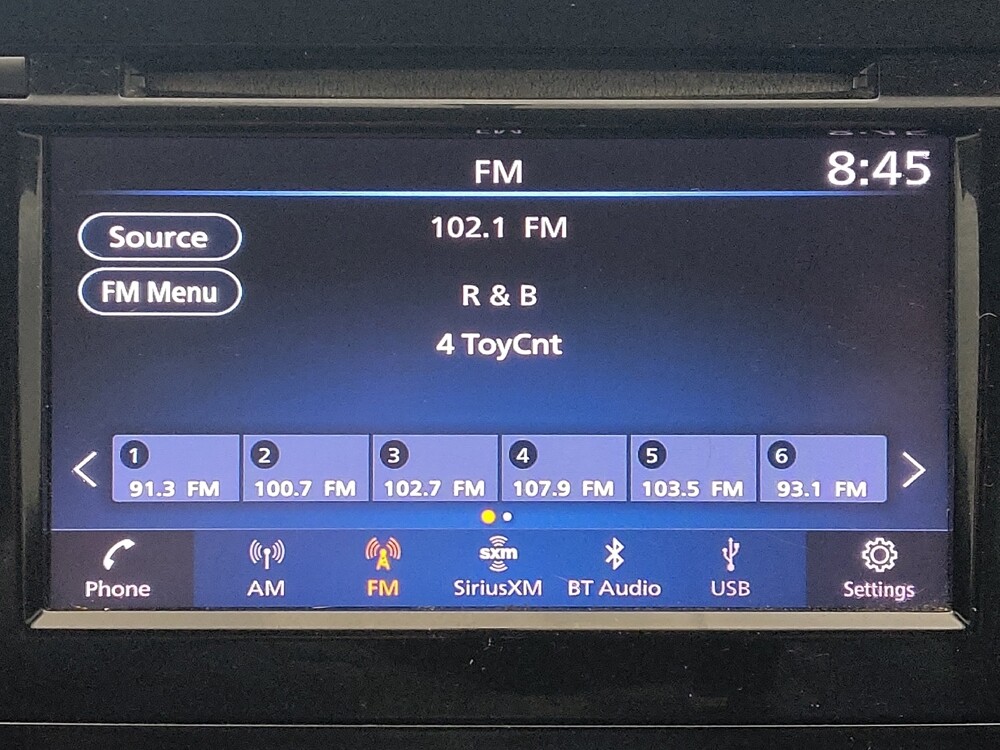 FM 8:45
Source
102.1 FM
FM Menu
R & B
4 ToyCnt
1 2 3 4 5 6
91.3 FM 100.7 FM 102.7 FM 107.9 FM 103.5 FM 93.1 FM
sxm
Phone AM FM SiriusXM BT Audio USB Settings